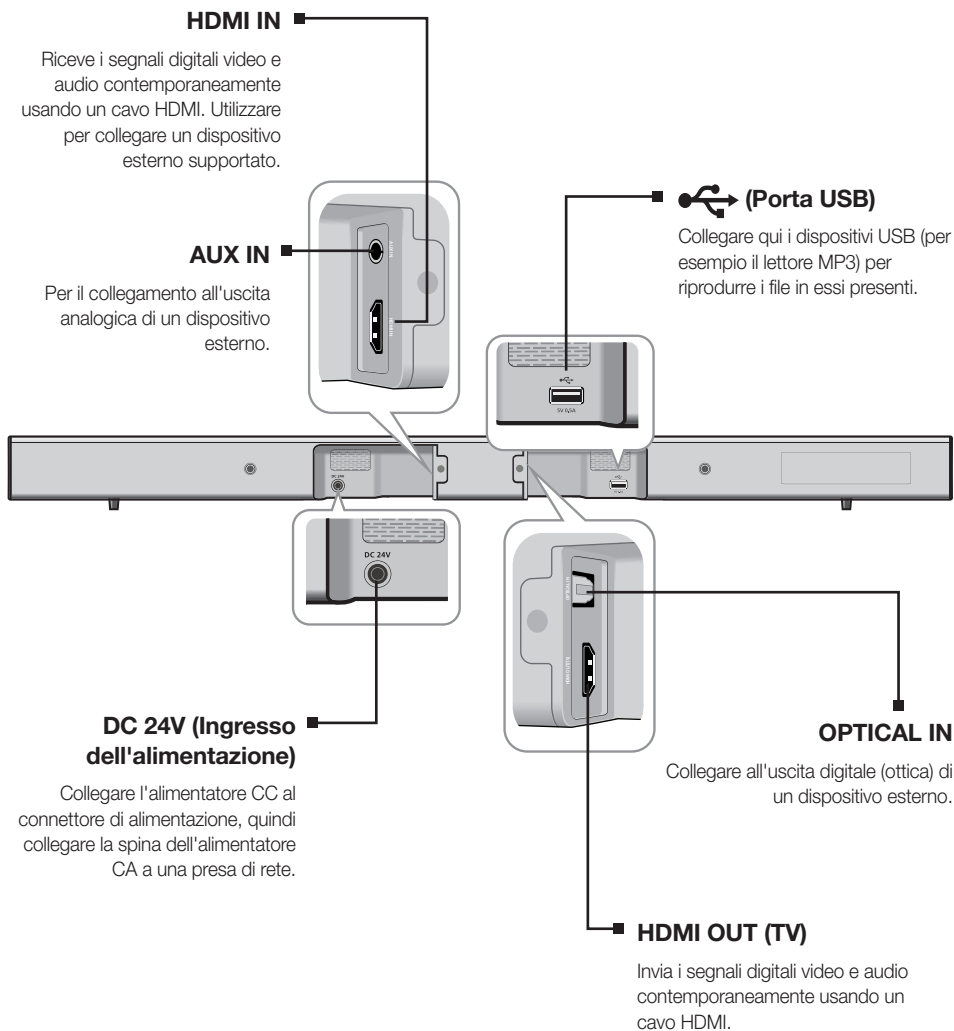 HDMI IN
Riceve i segnali digitali video e
audio contemporaneamente
usando un cavo HDMI. Utilizzare
per collegare un dispositivo
esterno supportato.
AUX IN
Per il collegamento all'uscita
analogica di un dispositivo
esterno.
(Porta USB)
Collegare qui i dispositivi USB (per
esempio il lettore MP3) per
riprodurre i file in essi presenti.
5V 0,5A
DC 24V
DC 24V
DC 24V (Ingresso
dell'alimentazione)
Collegare l'alimentatore CC al
connettore di alimentazione, quindi
collegare la spina dell'alimentatore
CA a una presa di rete.
OPTICAL IN
Collegare all'uscita digitale (ottica) di
un dispositivo esterno.
HDMI OUT (TV)
Invia i segnali digitali video e audio
contemporaneamente usando un
cavo HDMI.